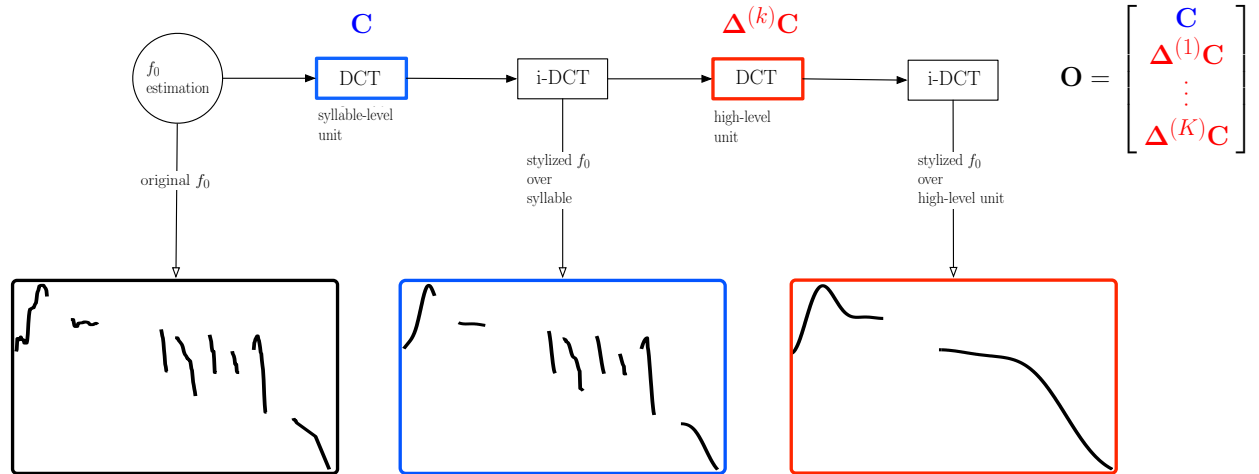 C
Δ^(k)C
f₀
estimation
DCT
i-DCT
DCT
i-DCT
O = [ C
Δ^(1)C
⋮
Δ^(K)C ]
syllable-level
unit
high-level
unit
original f₀
stylized f₀
over
syllable
stylized f₀
over
high-level unit